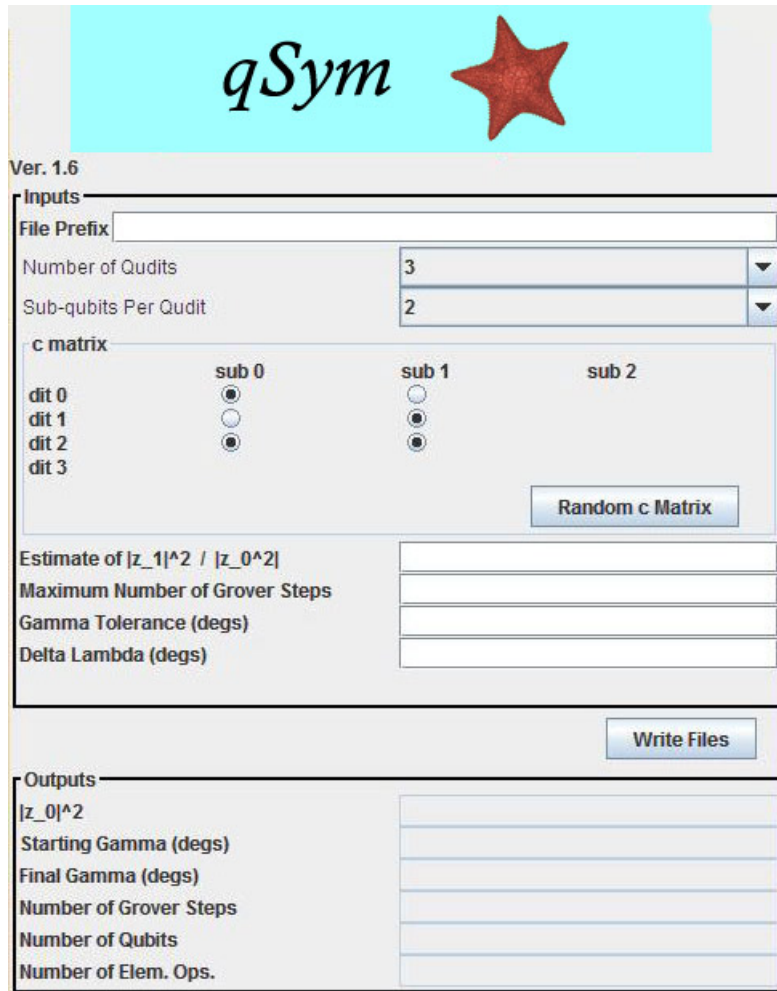 qSym
Ver. 1.6
Inputs
File Prefix
Number of Qudits 3
Sub-qubits Per Qudit 2
c matrix
sub 0 sub 1 sub 2
dit 0
dit 1
dit 2
dit 3
Random c Matrix
Estimate of |z_1|^2 / |z_0^2|
Maximum Number of Grover Steps
Gamma Tolerance (degs)
Delta Lambda (degs)
Write Files
Outputs
|z_0|^2
Starting Gamma (degs)
Final Gamma (degs)
Number of Grover Steps
Number of Qubits
Number of Elem. Ops.